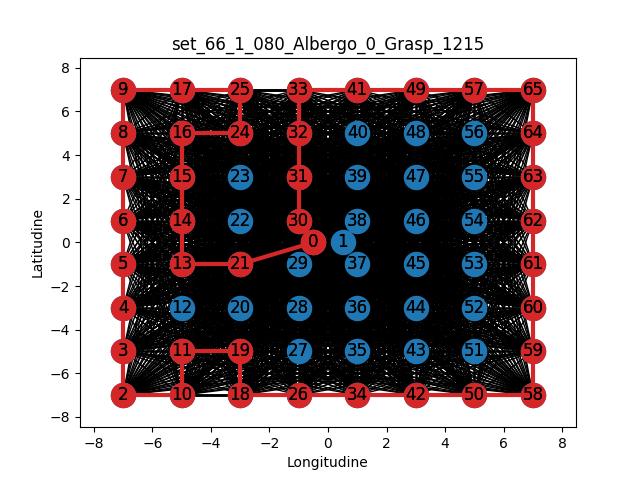 set_66_1_080_Albergo_0_Grasp_1215
8
6
4
2
0
−2
−4
−6
−8
Latitudine
9 17 25 33 41 49 57 65
8 16 24 32 40 48 56 64
7 15 23 31 39 47 55 63
6 14 22 30 38 46 54 62
0 1
5 13 21 29 37 45 53 61
4 12 20 28 36 44 52 60
3 11 19 27 35 43 51 59
2 10 18 26 34 42 50 58
−8 −6 −4 −2 0 2 4 6 8
Longitudine